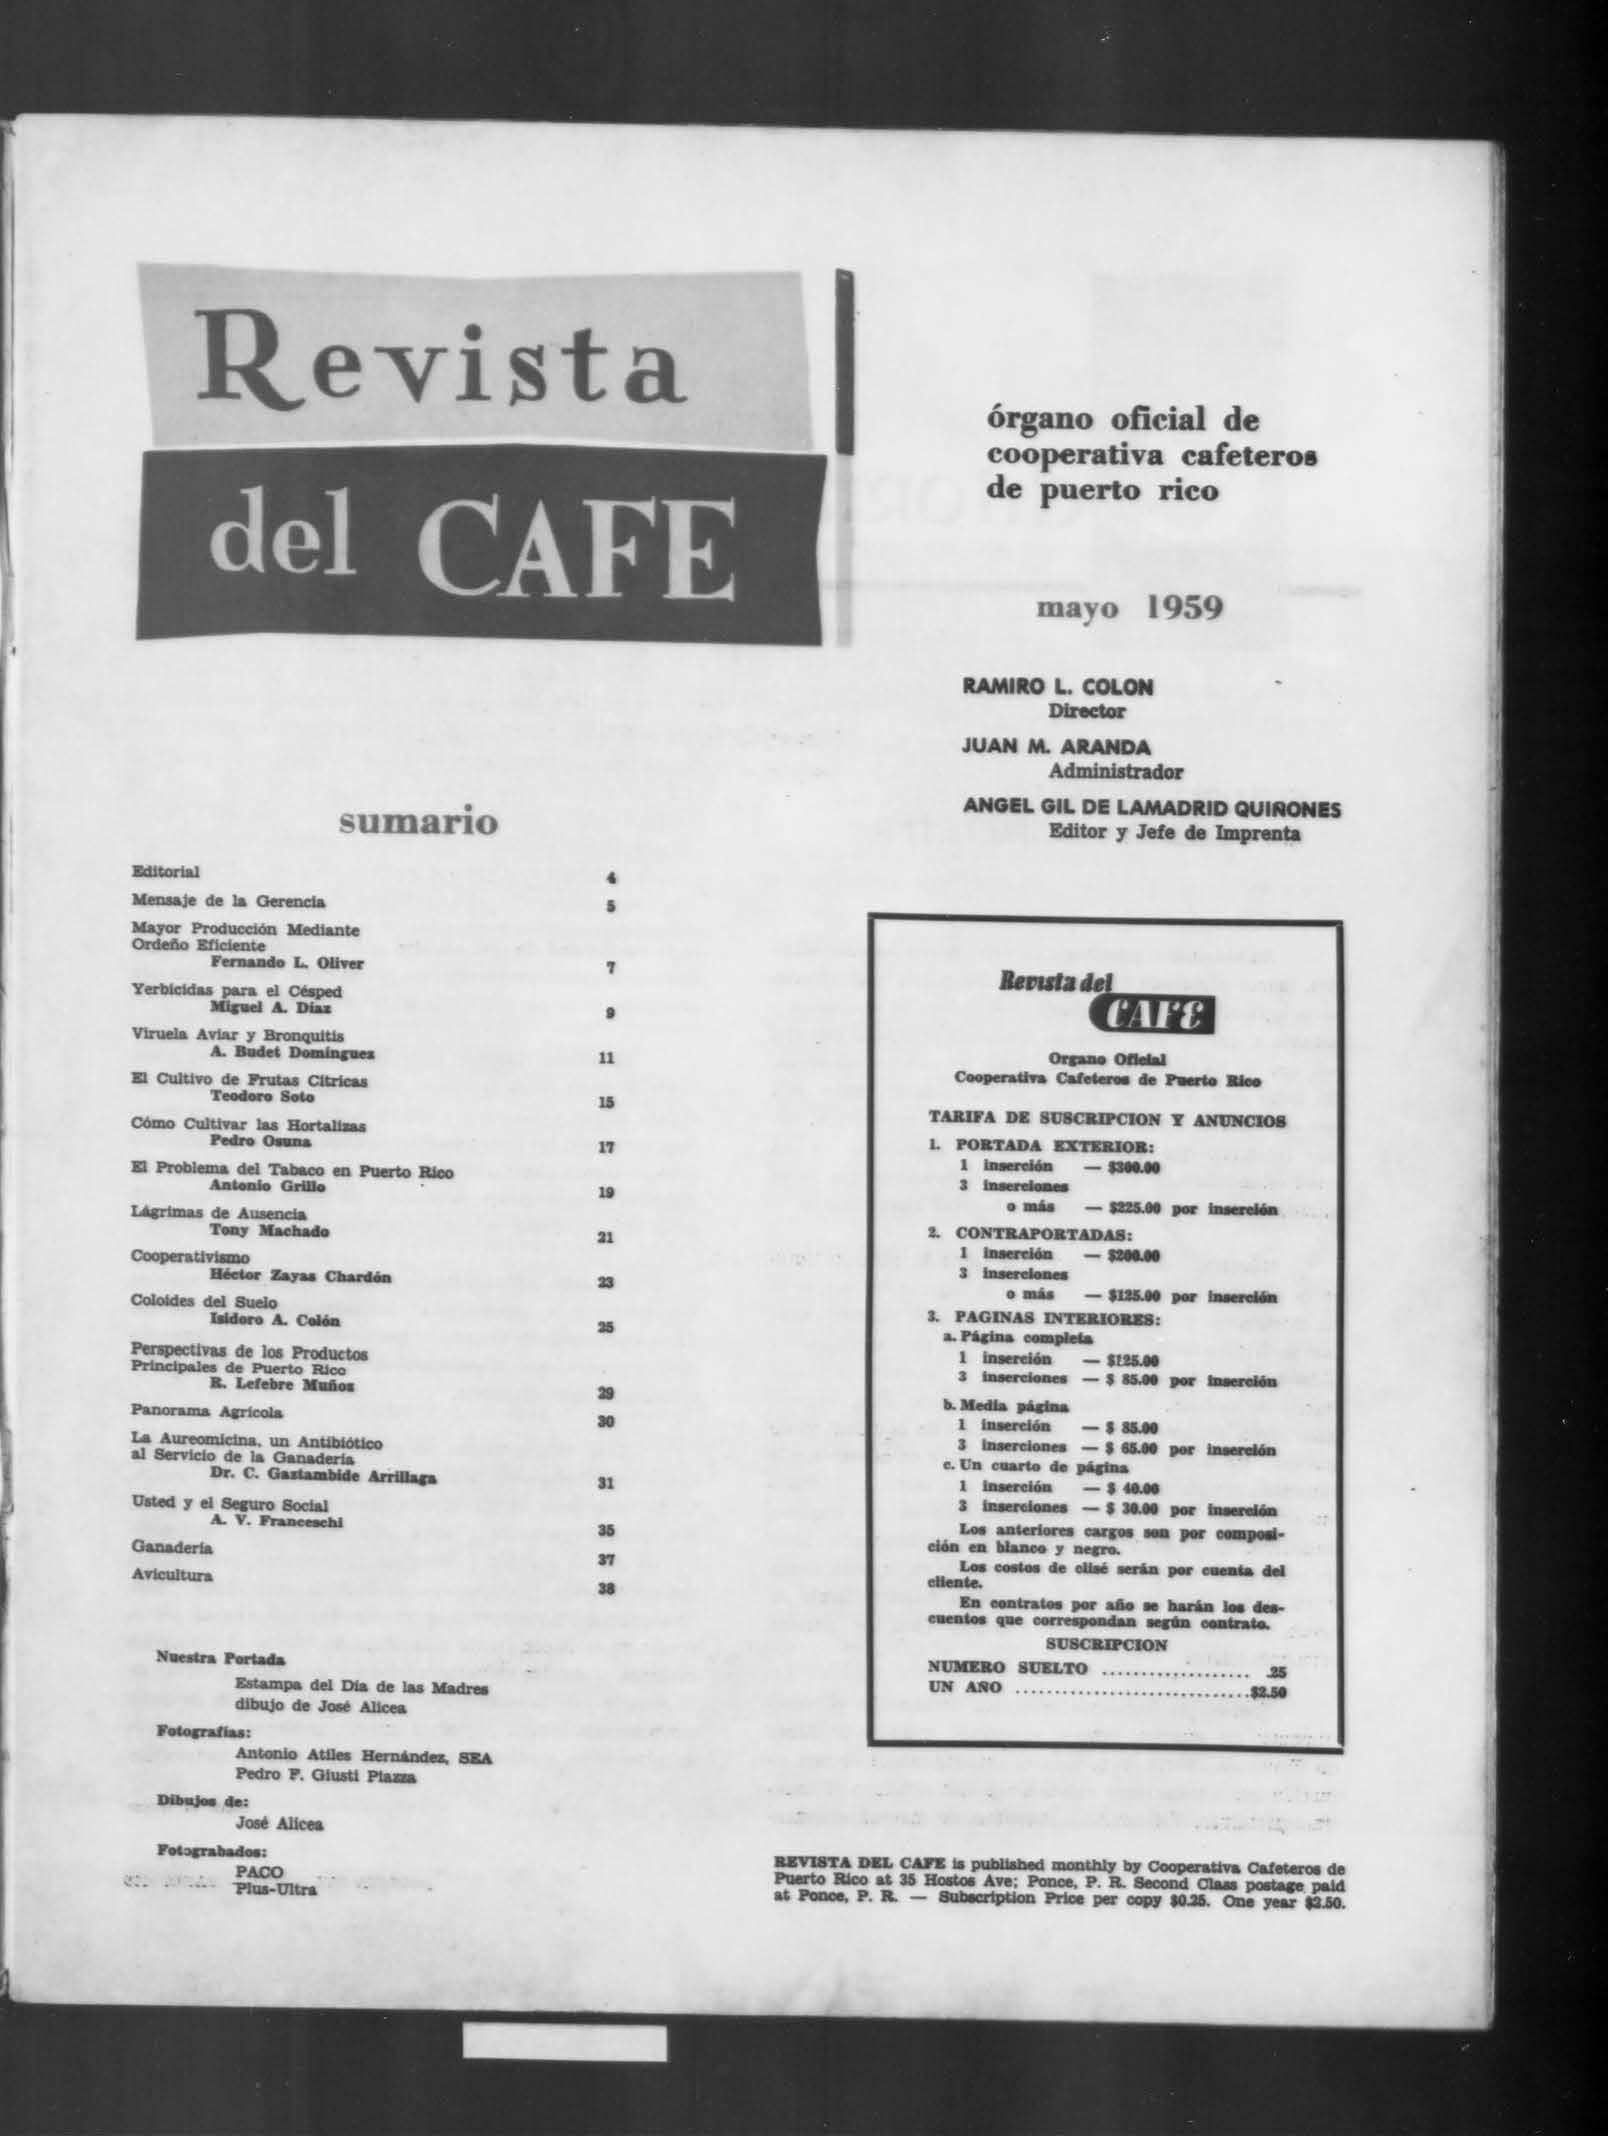 Revista
del CAFE
órgano oficial de
cooperativa cafeteros
de puerto rico
mayo 1959
RAMIRO L. COLON
Director
JUAN M. ARANDA
Administrador
ANGEL GIL DE LAMADRID QUIÑONES
Editor y Jefe de Imprenta
sumario
Editorial 4
Mensaje de la Gerencia 5
Mayor Producción Mediante
Ordeño Eficiente
Fernando L. Oliver 7
Yerbicidas para el Césped
Miguel A. Díaz 9
Viruela Aviar y Bronquitis
A. Budet Domínguez 11
El Cultivo de Frutas Cítricas
Teodoro Soto 15
Cómo Cultivar las Hortalizas
Pedro Osuna 17
El Problema del Tabaco en Puerto Rico
Antonio Grillo 19
Lágrimas de Ausencia
Tony Machado 21
Cooperativismo
Héctor Zayas Chardón 23
Coloides del Suelo
Isidoro A. Colón 25
Perspectivas de los Productos
Principales de Puerto Rico
R. Lefebre Muñoz 29
Panorama Agrícola 30
La Aureomicina, un Antibiótico
al Servicio de la Ganadería
Dr. C. Gaztambide Arrillaga 31
Usted y el Seguro Social
A. V. Franceschi 35
Ganadería 37
Avicultura 38
Nuestra Portada
Estampa del Día de las Madres
dibujo de José Alicea
Fotografías:
Antonio Atiles Hernández, SEA
Pedro F. Giusti Piazza
Dibujos de:
José Alicea
Fotograbados:
PACO
Plus-Ultra
Revista del
CAFE
Organo Oficial
Cooperativa Cafeteros de Puerto Rico
TARIFA DE SUSCRIPCION Y ANUNCIOS
1. PORTADA EXTERIOR:
1 inserción — $300.00
3 inserciones
o más — $225.00 por inserción
2. CONTRAPORTADAS:
1 inserción — $200.00
3 inserciones
o más — $125.00 por inserción
3. PAGINAS INTERIORES:
a. Página completa
1 inserción — $125.00
3 inserciones — $ 85.00 por inserción
b. Media página
1 inserción — $ 85.00
3 inserciones — $ 65.00 por inserción
c. Un cuarto de página
1 inserción — $ 40.00
3 inserciones — $ 30.00 por inserción
Los anteriores cargos son por composi-
ción en blanco y negro.
Los costos de clisé serán por cuenta del
cliente.
En contratos por año se harán los des-
cuentos que correspondan según contrato.
SUSCRIPCION
NUMERO SUELTO ................... .25
UN AÑO ..............................$2.50
REVISTA DEL CAFE is published monthly by Cooperativa Cafeteros de
Puerto Rico at 35 Hostos Ave; Ponce, P. R. Second Class postage paid
at Ponce, P. R. — Subscription Price per copy $0.25. One year $2.50.